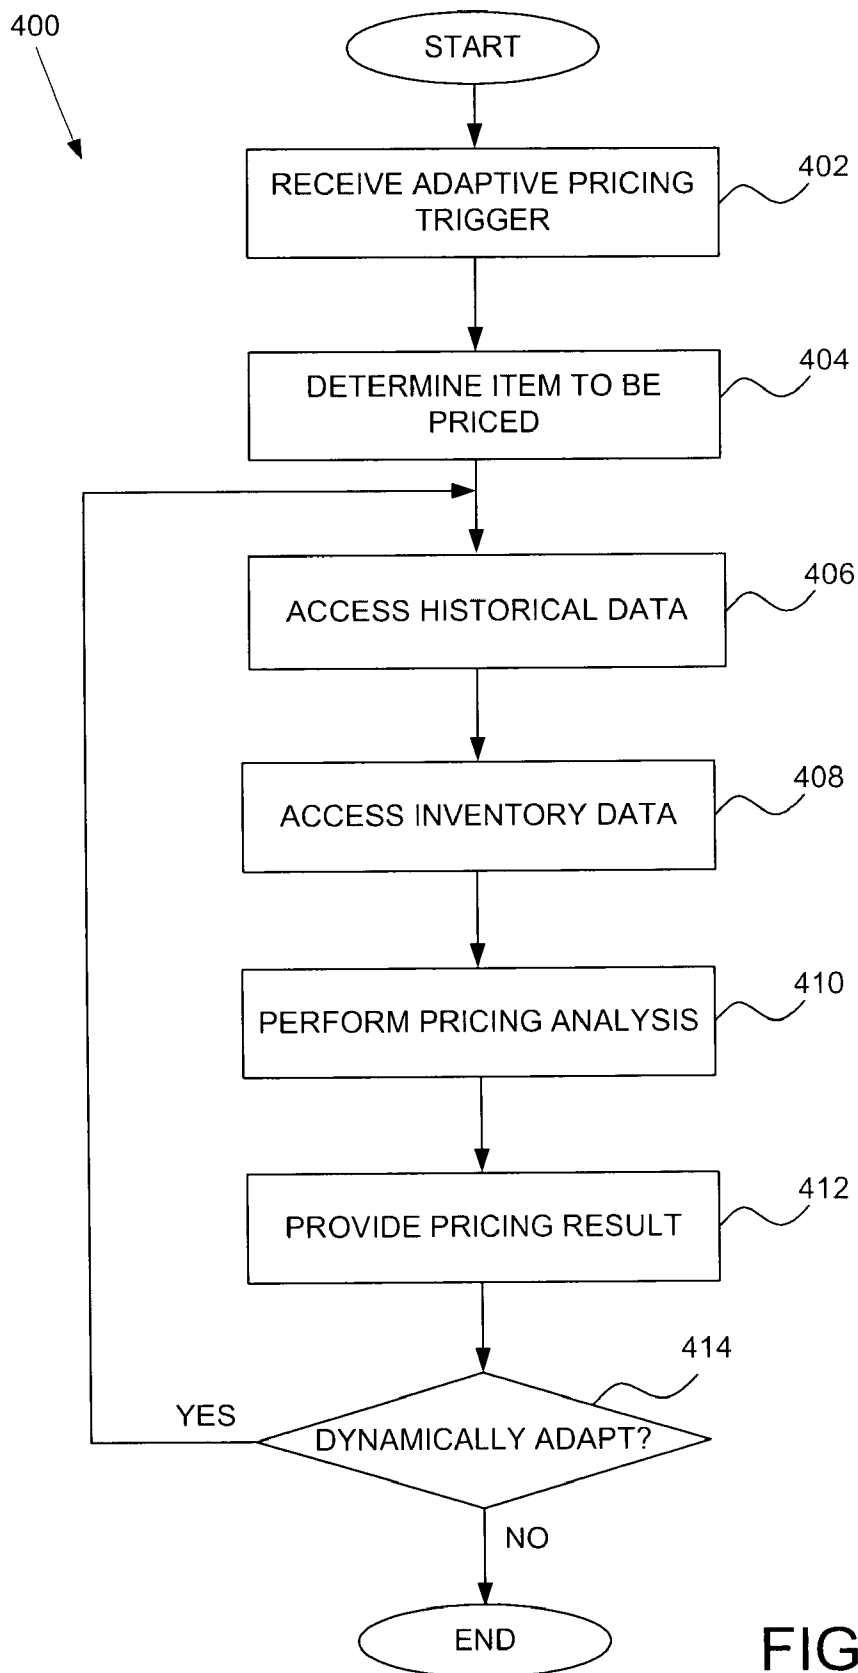 400
START
RECEIVE ADAPTIVE PRICING
TRIGGER
402
DETERMINE ITEM TO BE
PRICED
404
ACCESS HISTORICAL DATA
406
ACCESS INVENTORY DATA
408
PERFORM PRICING ANALYSIS
410
PROVIDE PRICING RESULT
412
414
YES
DYNAMICALLY ADAPT?
NO
END
FIG